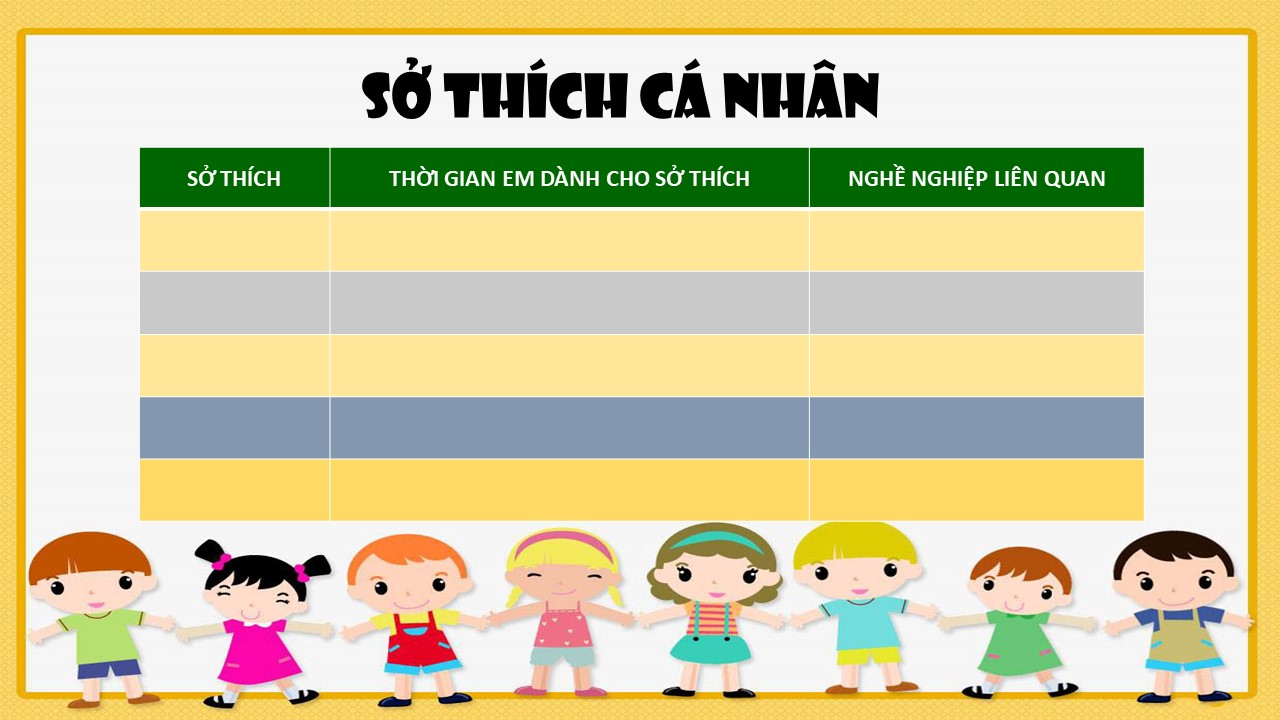 SỞ THÍCH CÁ NHÂN
SỞ THÍCH
THỜI GIAN EM DÀNH CHO SỞ THÍCH
NGHỀ NGHIỆP LIÊN QUAN